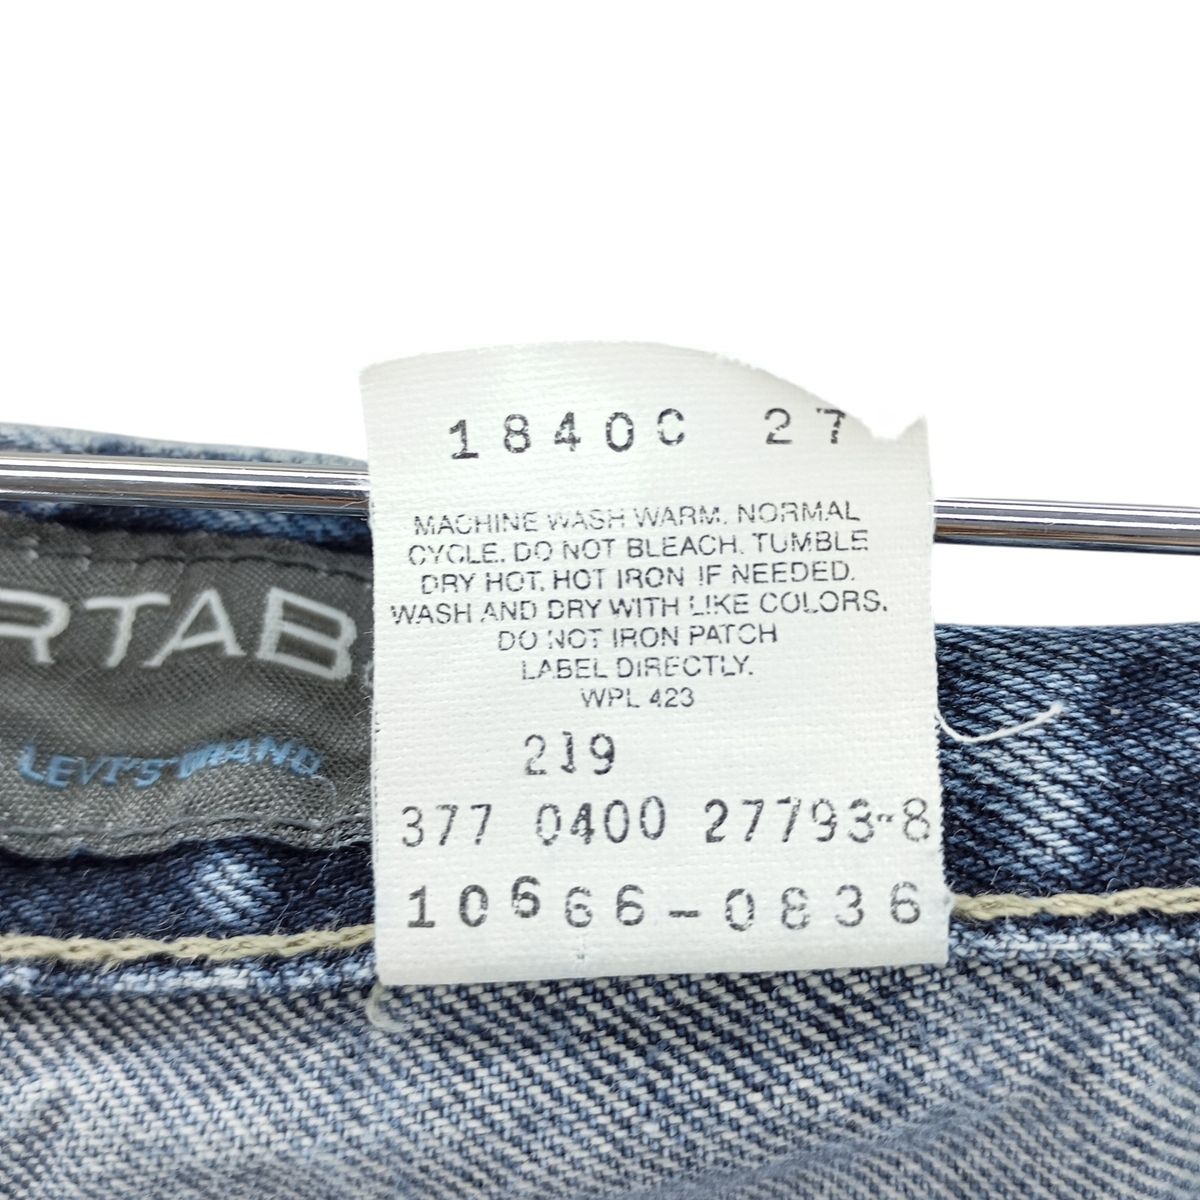 1840C 27
MACHINE WASH WARM. NORMAL
CYCLE. DO NOT BLEACH. TUMBLE
DRY HOT. HOT IRON IF NEEDED.
WASH AND DRY WITH LIKE COLORS.
DO NOT IRON PATCH
LABEL DIRECTLY.
WPL 423
219
377 0400 27793-8
10666-0836
RTAB
LEVI'S BRAND